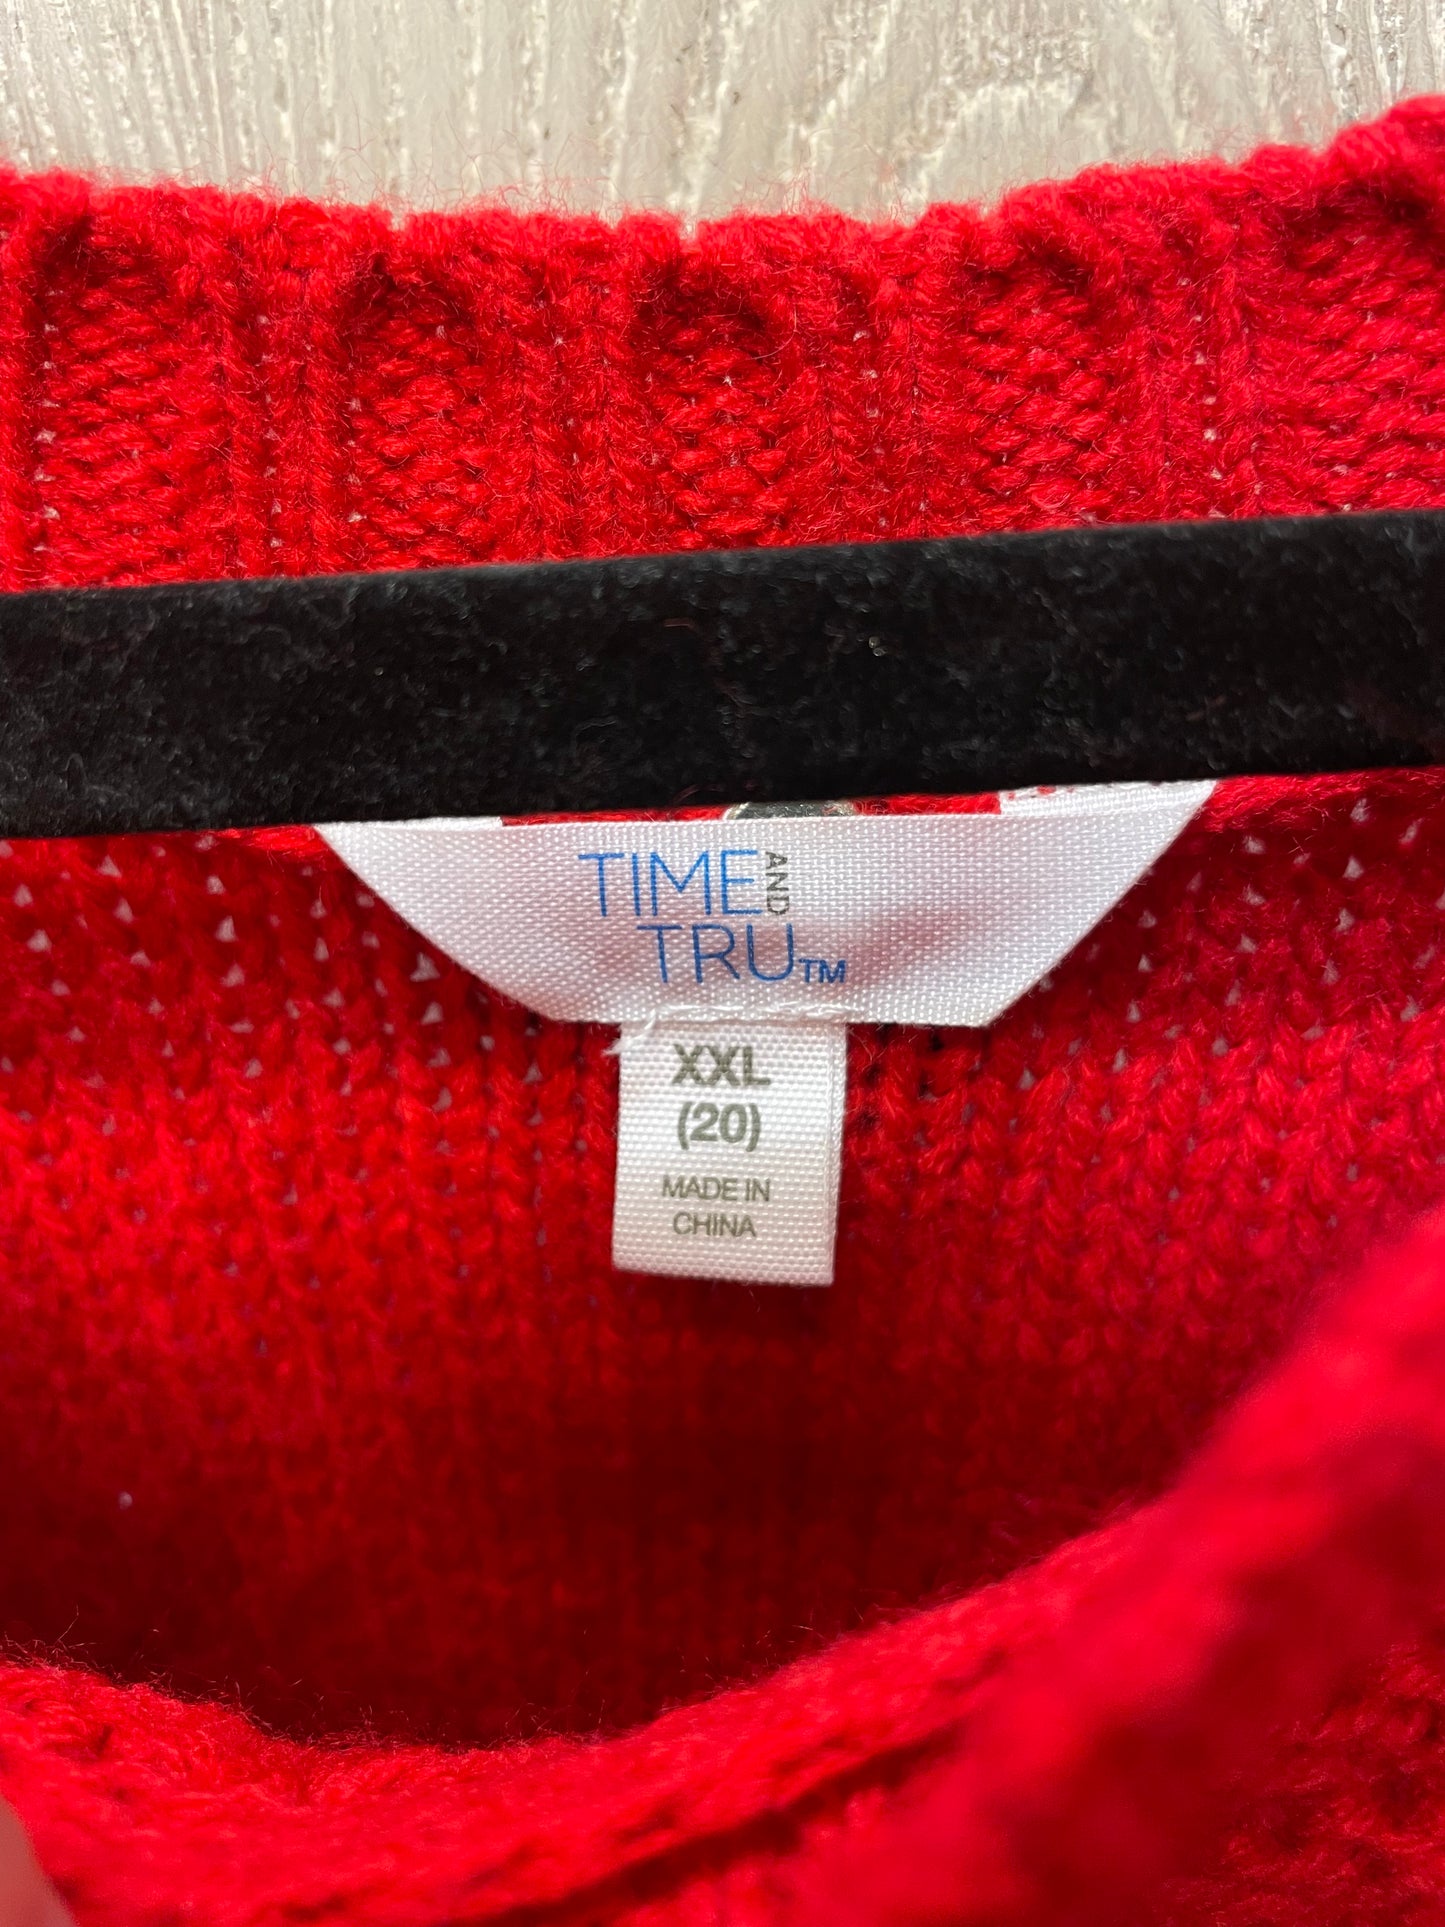 TIME AND
TRU™
XXL
(20)
MADE IN
CHINA